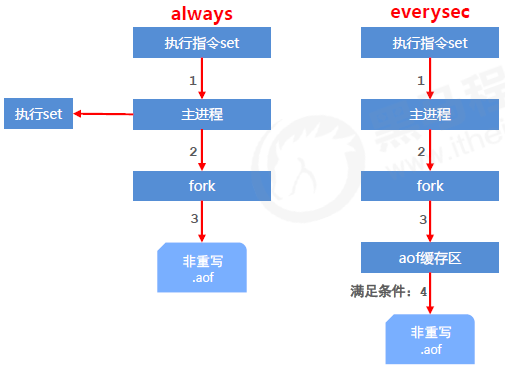 always
everysec
执行指令set
执行指令set
1
1
执行set
主进程
主进程
2
2
fork
fork
3
3
非重写
.aof
aof缓存区
满足条件：4
非重写
.aof